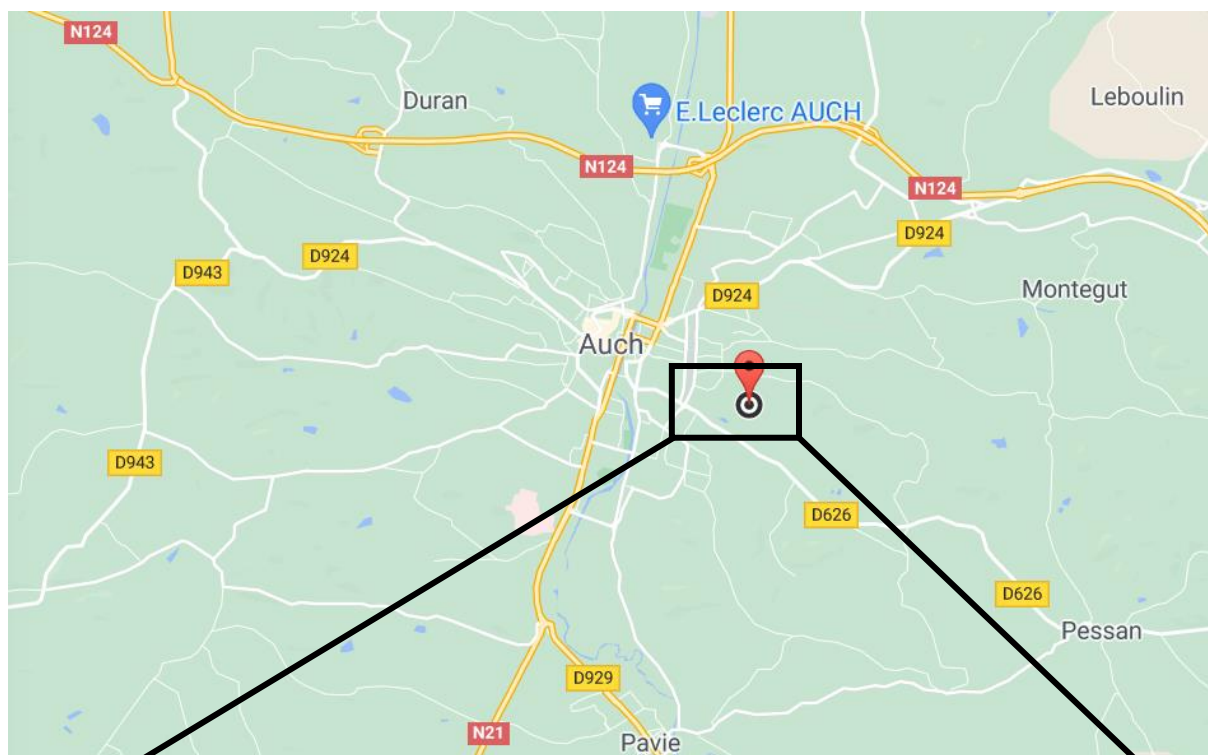 N124
Duran
E.Leclerc AUCH
Leboulin
N124
N124
D924
D924
D943
Montegut
D924
Auch
D943
D626
D626
Pessan
D929
N21
Pavie